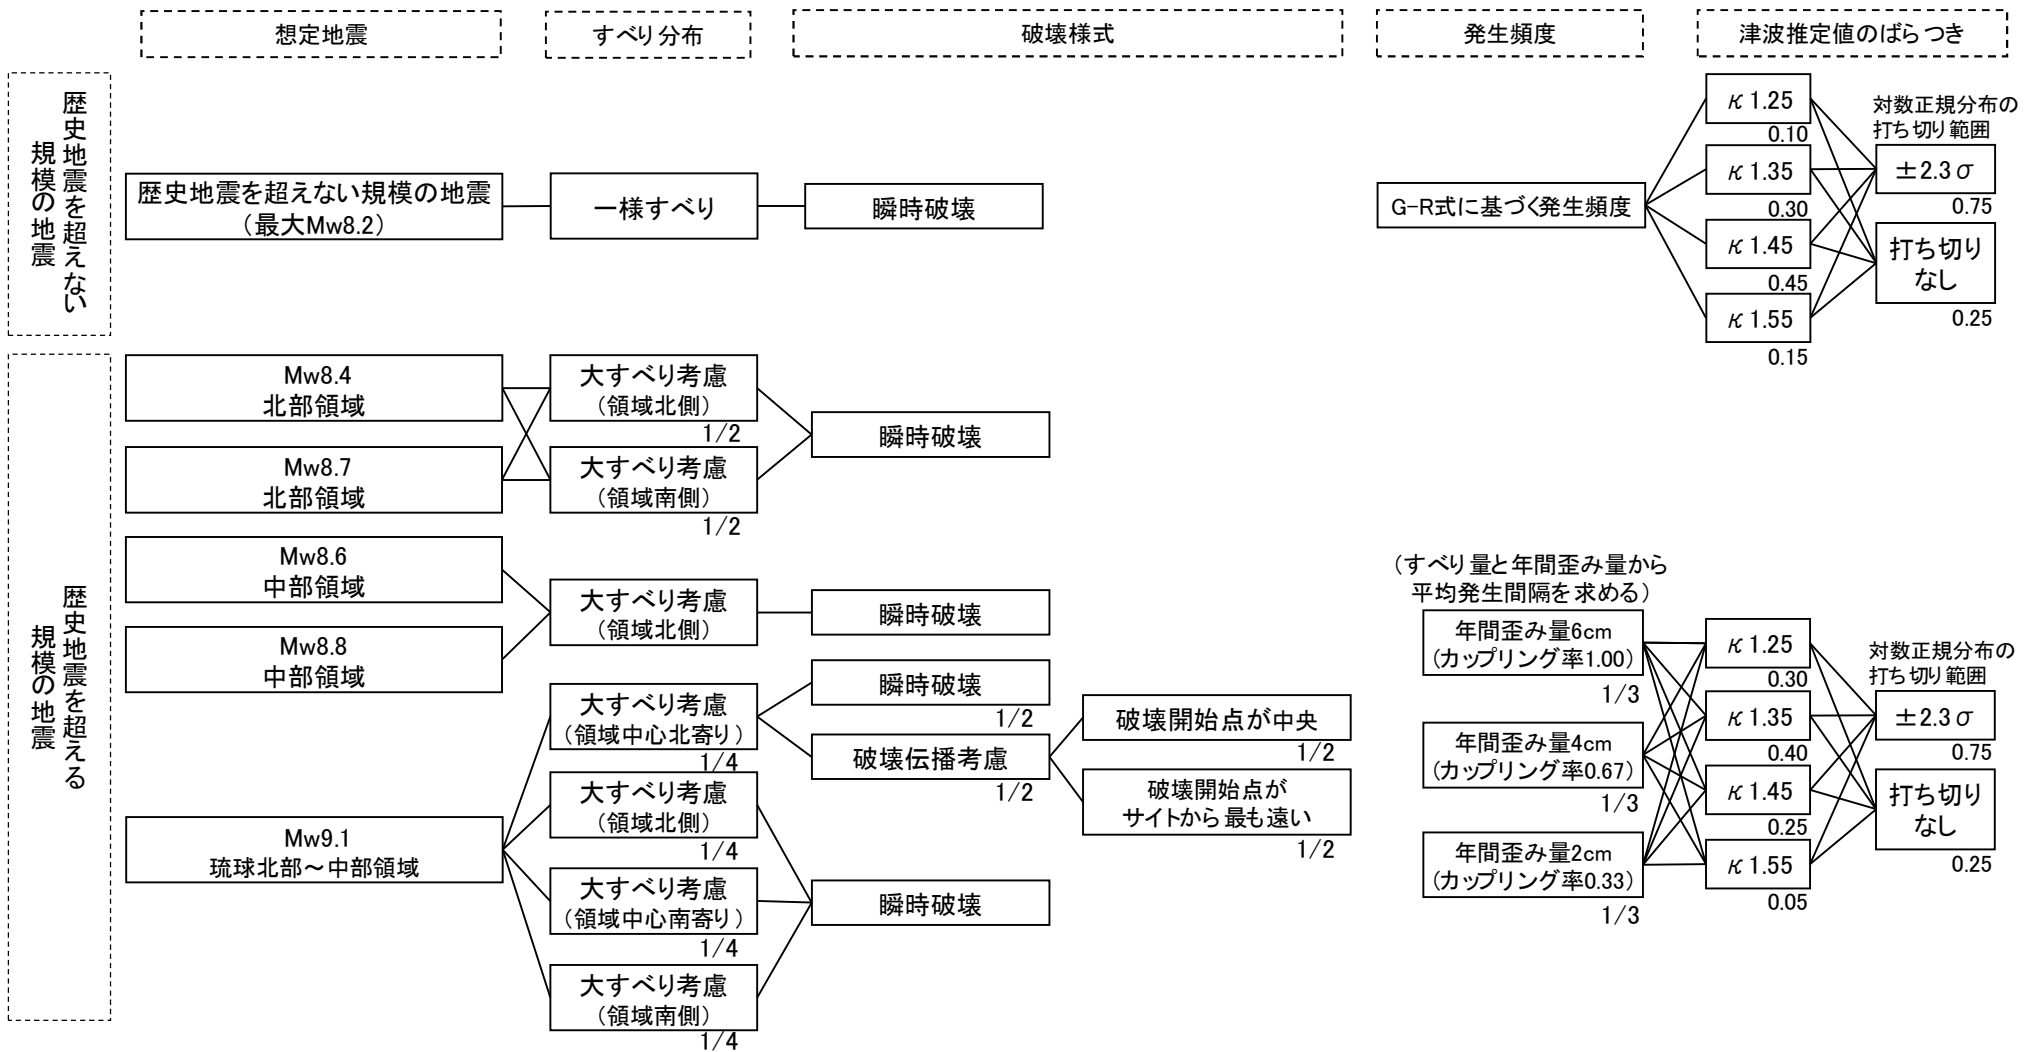 想定地震
すべり分布
破壊様式
発生頻度
津波推定値のばらつき
歴史地震を超えない
規模の地震
歴史地震を超えない規模の地震
（最大Mw8.2）
一様すべり
瞬時破壊
G-R式に基づく発生頻度
κ1.25
0.10
κ1.35
0.30
κ1.45
0.45
κ1.55
0.15
対数正規分布の
打ち切り範囲
±2.3σ
0.75
打ち切り
なし
0.25
歴史地震を超える
規模の地震
Mw8.4
北部領域
Mw8.7
北部領域
大すべり考慮
（領域北側）
1/2
大すべり考慮
（領域南側）
1/2
瞬時破壊
Mw8.6
中部領域
Mw8.8
中部領域
大すべり考慮
（領域北側）
瞬時破壊
Mw9.1
琉球北部～中部領域
大すべり考慮
（領域中心北寄り）
1/4
大すべり考慮
（領域北側）
1/4
大すべり考慮
（領域中心南寄り）
1/4
大すべり考慮
（領域南側）
1/4
瞬時破壊
1/2
破壊伝播考慮
1/2
瞬時破壊
破壊開始点が中央
1/2
破壊開始点が
サイトから最も遠い
1/2
（すべり量と年間歪み量から
平均発生間隔を求める）
年間歪み量6cm
(カップリング率1.00)
1/3
年間歪み量4cm
(カップリング率0.67)
1/3
年間歪み量2cm
(カップリング率0.33)
1/3
κ1.25
0.30
κ1.35
0.40
κ1.45
0.25
κ1.55
0.05
対数正規分布の
打ち切り範囲
±2.3σ
0.75
打ち切り
なし
0.25